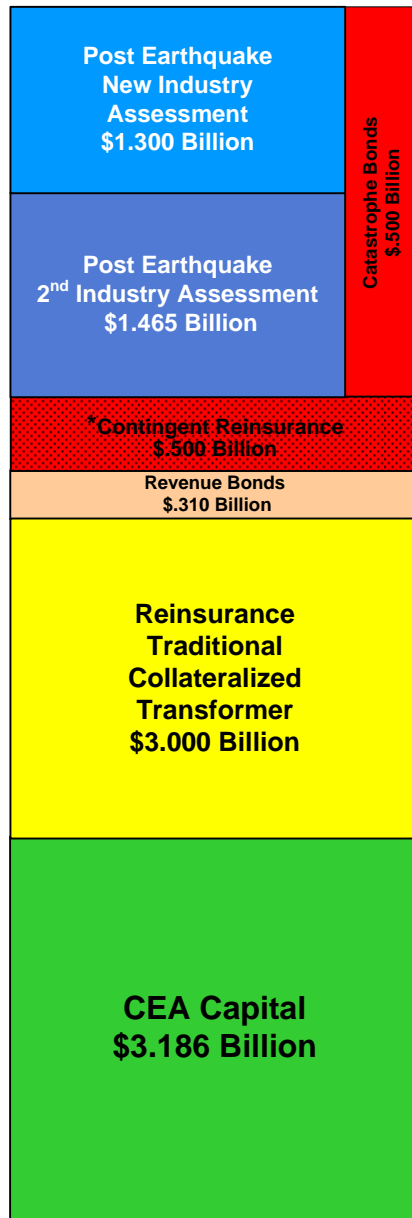 Post Earthquake
New Industry
Assessment
$1.300 Billion
Catastrophe Bonds
$.500 Billion
Post Earthquake
2nd Industry Assessment
$1.465 Billion
*Contingent Reinsurance
$.500 Billion
Revenue Bonds
$.310 Billion
Reinsurance
Traditional
Collateralized
Transformer
$3.000 Billion
CEA Capital
$3.186 Billion